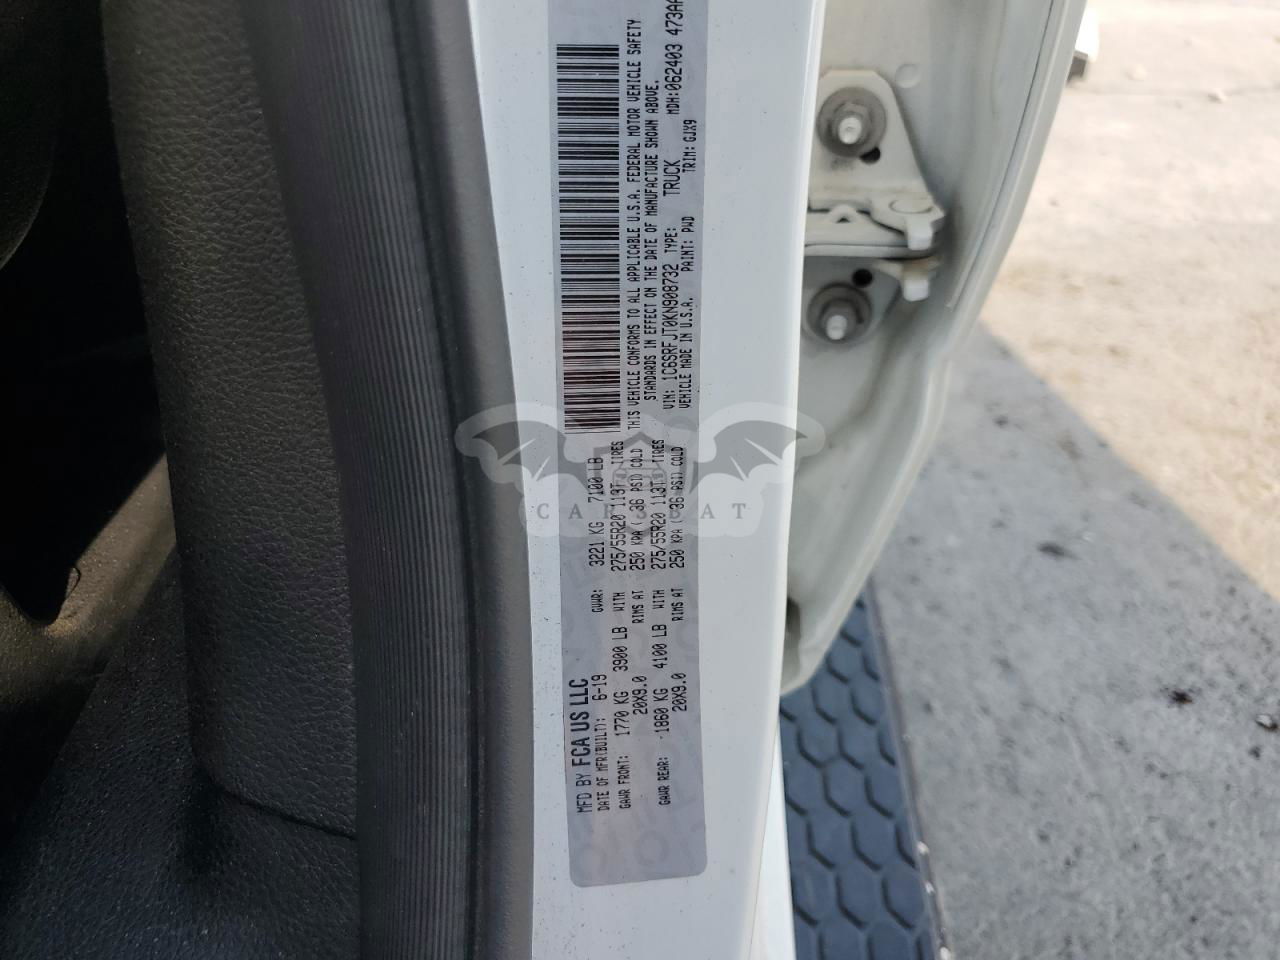 MFD BY FCA US LLC
DATE OF MFR(BUILT): 6-19 GVWR: 3221 KG 7100 LB
GAWR FRONT: 1770 KG 3900 LB WITH 275/55R20 113T TIRES
20X9.0 RIMS AT 250 KPA ( 36 PSI) COLD
GAWR REAR: 1860 KG 4100 LB WITH 275/55R20 113T TIRES
20X9.0 RIMS AT 250 KPA ( 36 PSI) COLD
THIS VEHICLE CONFORMS TO ALL APPLICABLE U.S.A. FEDERAL MOTOR VEHICLE SAFETY
STANDARDS IN EFFECT ON THE DATE OF MANUFACTURE SHOWN ABOVE.
VIN: 1C6SRFJT0KN908732 TYPE: TRUCK MDH:062403 473AA
VEHICLE MADE IN U.S.A. PAINT: PWD TRIM: GJX9